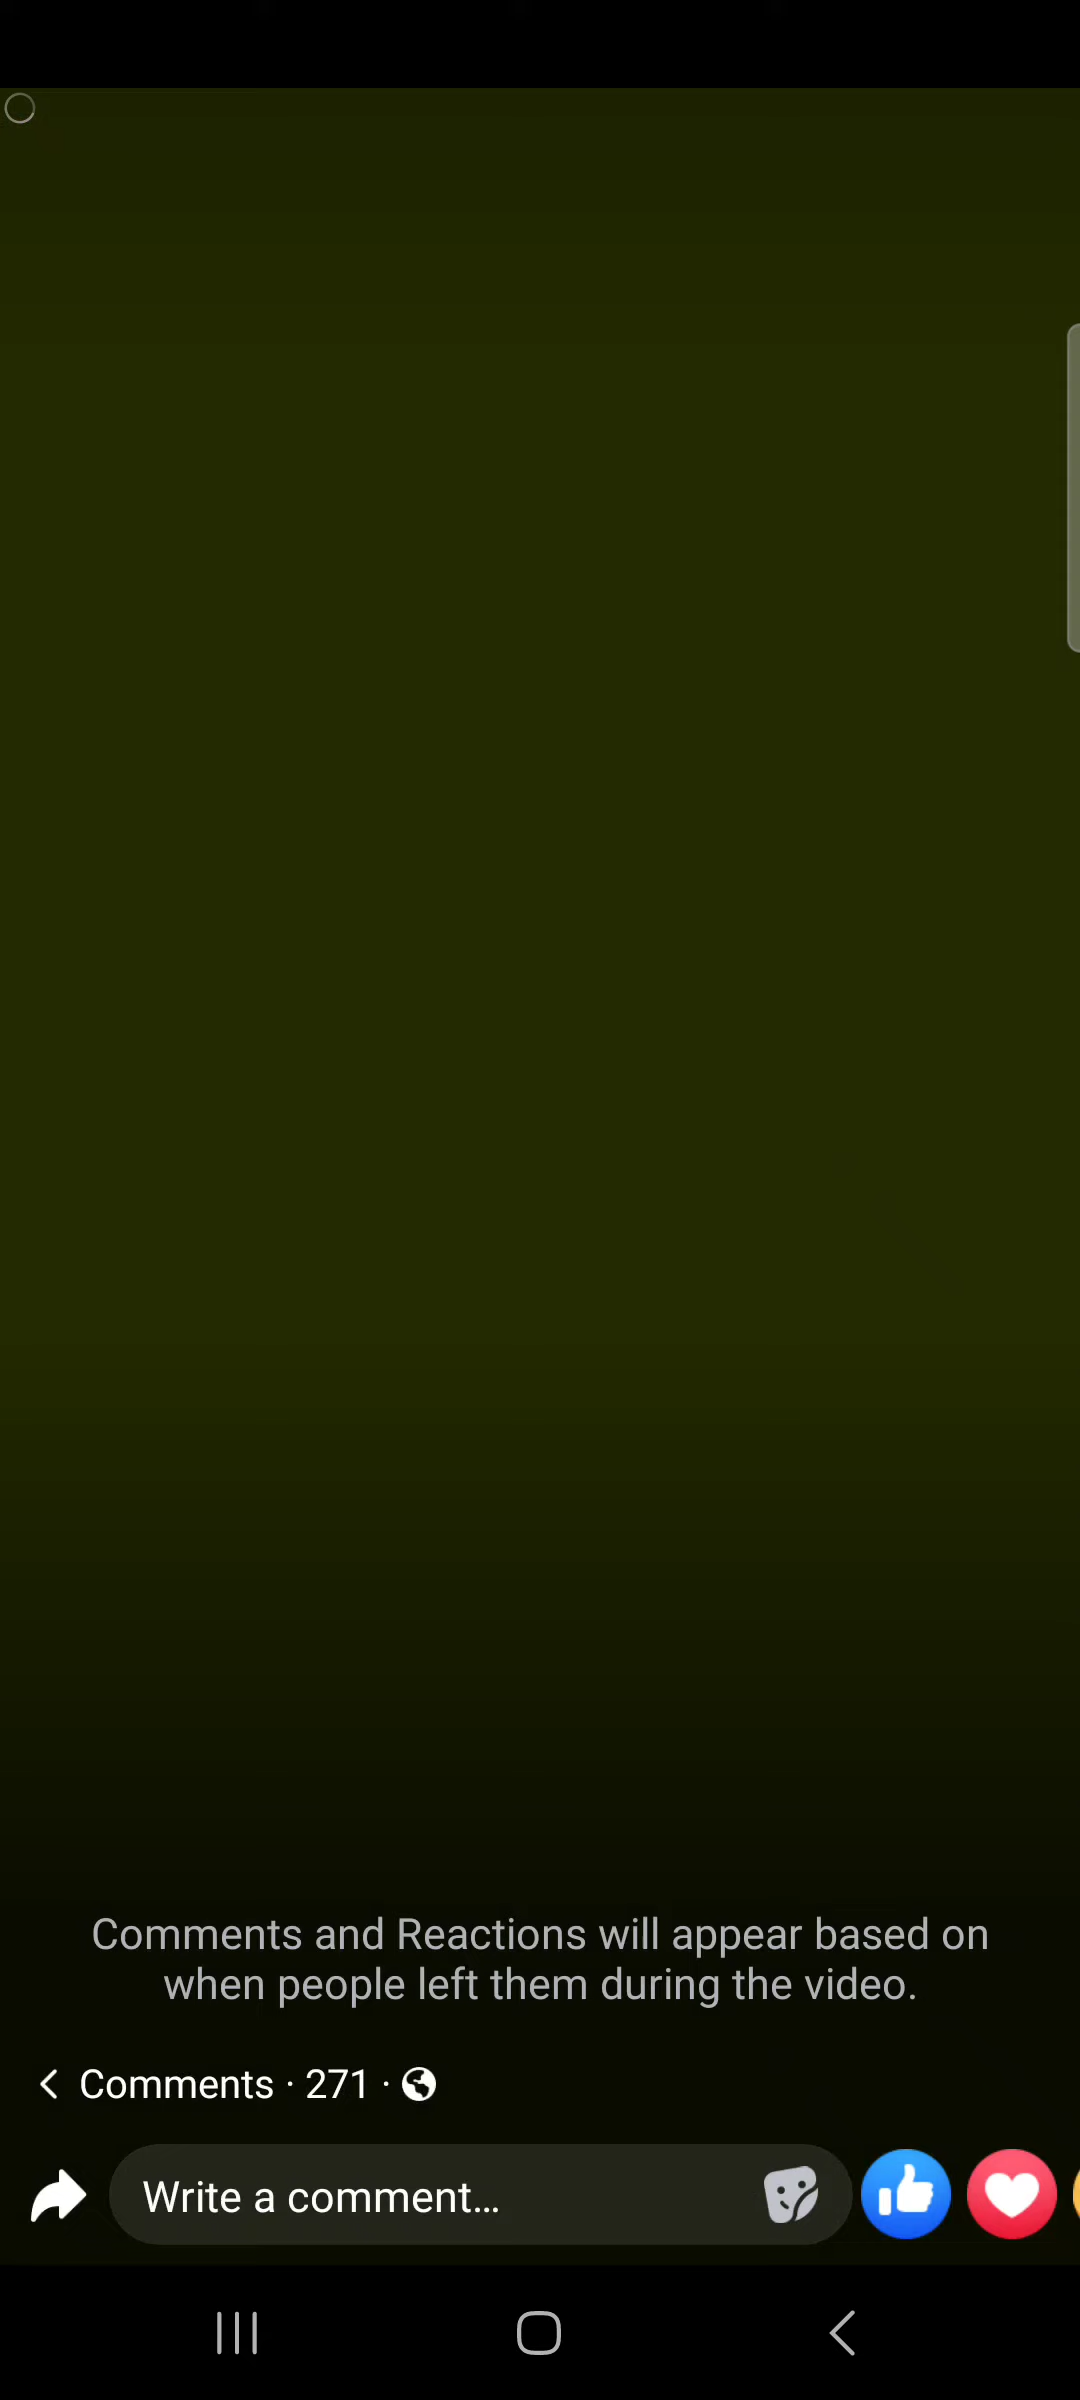 Comments and Reactions will appear based on
when people left them during the video.
Comments · 271 ·
Write a comment...